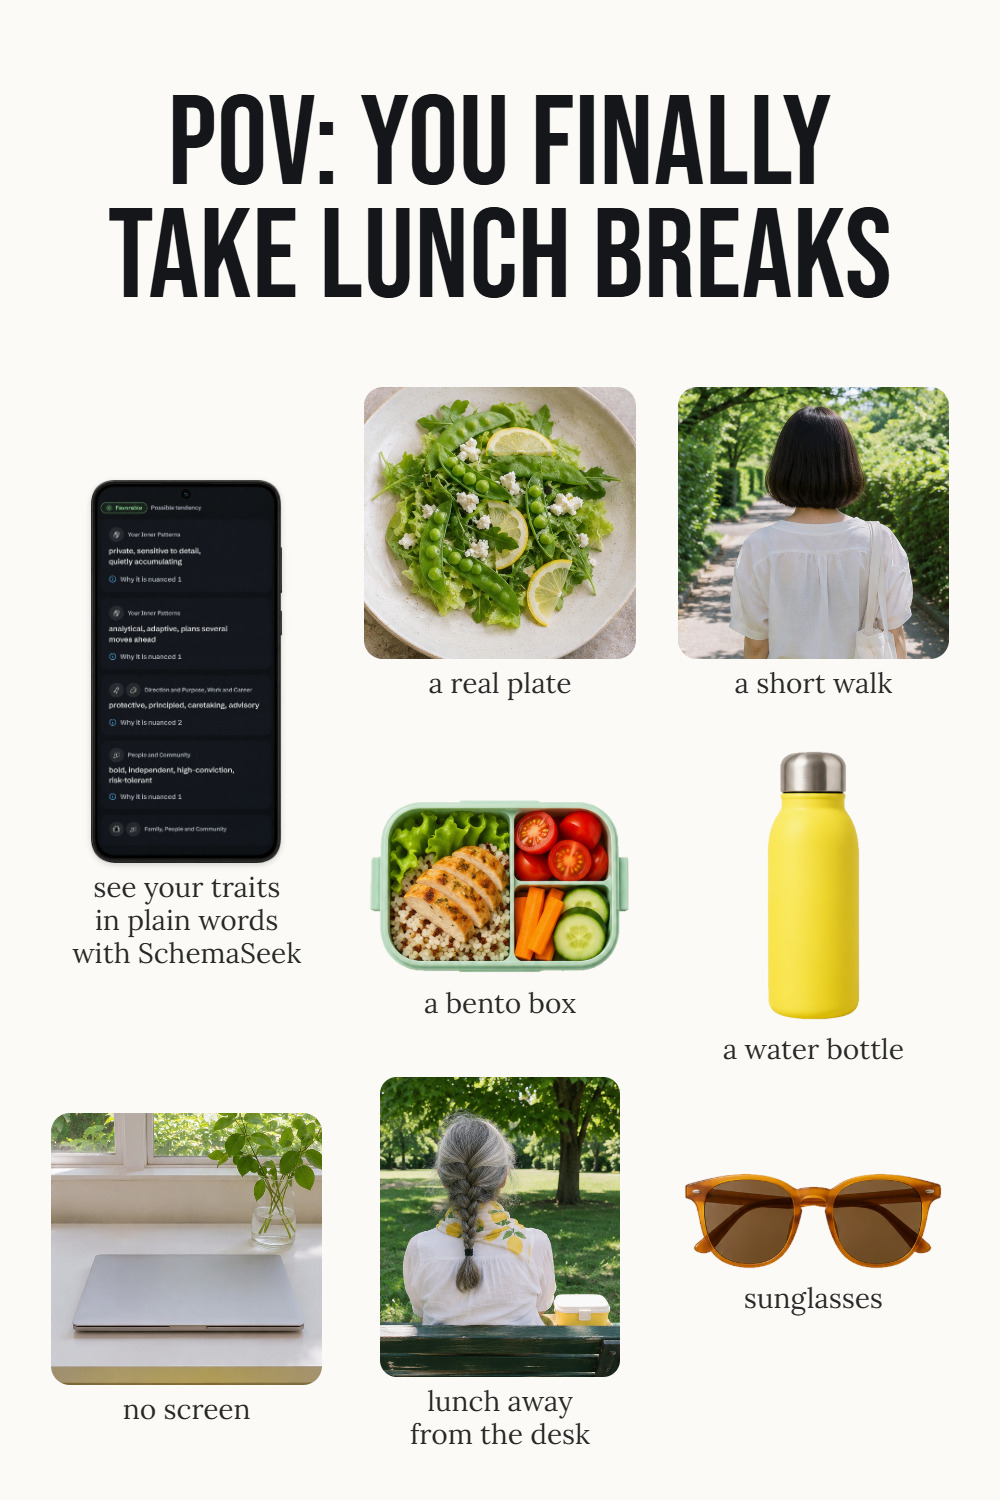 POV: YOU FINALLY
TAKE LUNCH BREAKS
Favorable Possible tendency
Your Inner Patterns
private, sensitive to detail,
quietly accumulating
Why it is nuanced 1
Your Inner Patterns
analytical, adaptive, plans several
moves ahead
Why it is nuanced 1
Direction and Purpose, Work and Career
protective, principled, caretaking, advisory
Why it is nuanced 2
People and Community
bold, independent, high-conviction,
risk-tolerant
Why it is nuanced 1
Family, People and Community
see your traits
in plain words
with SchemaSeek
a real plate
a short walk
a bento box
a water bottle
no screen
lunch away
from the desk
sunglasses